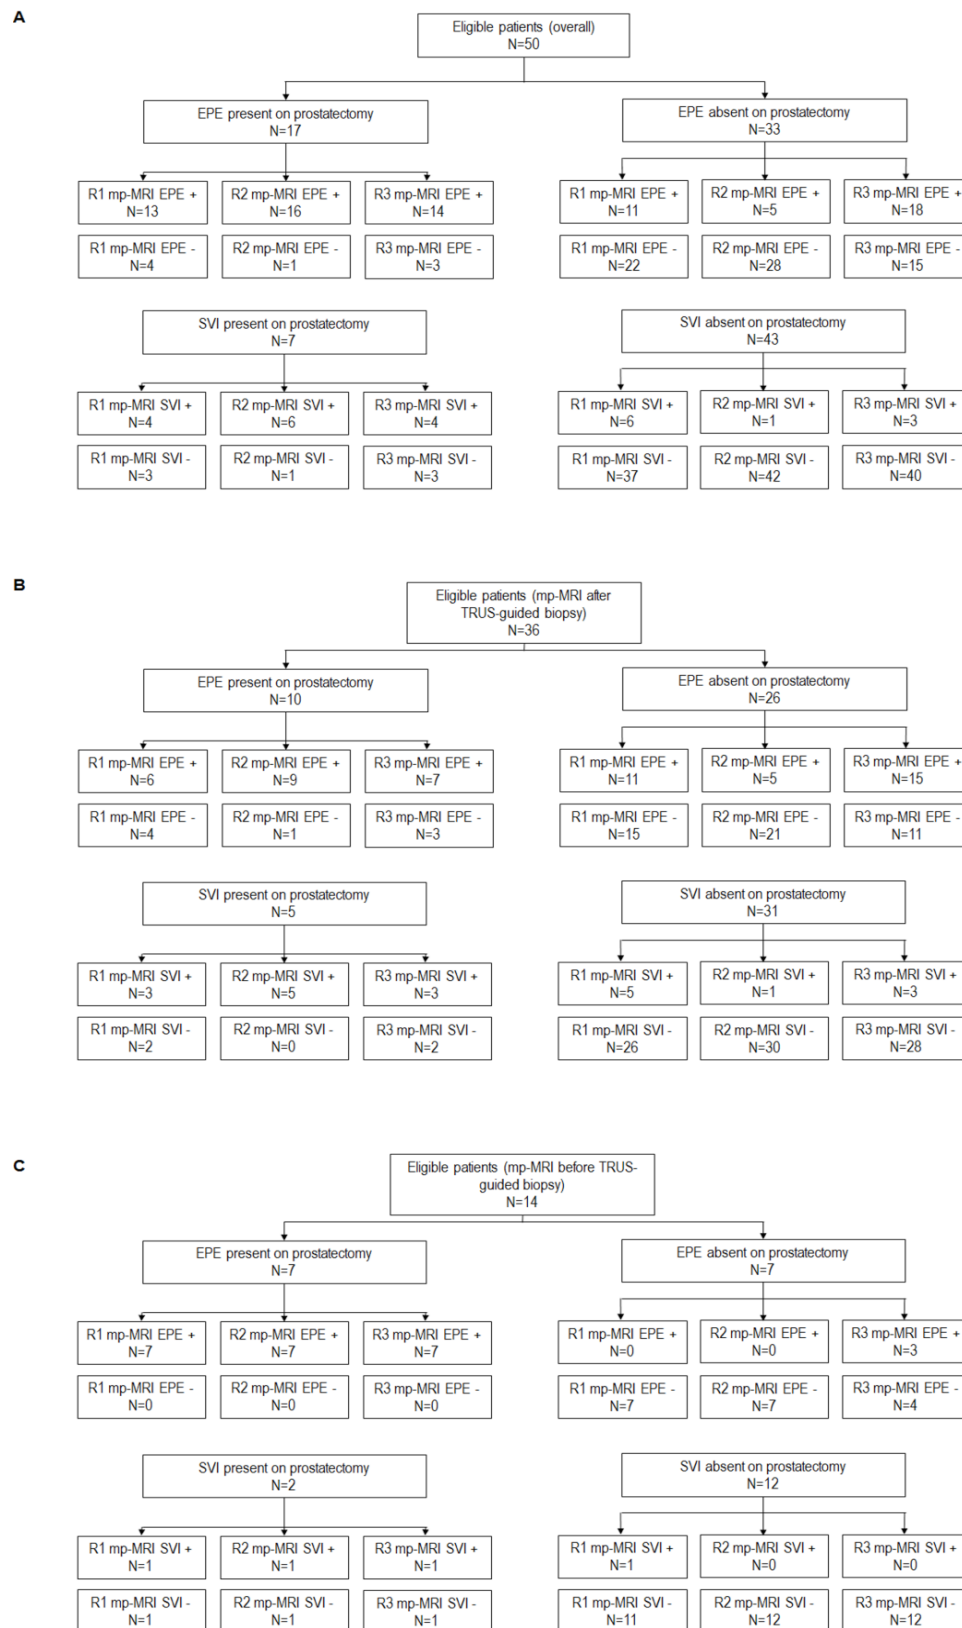 A
Eligible patients (overall)
N=50
EPE present on prostatectomy
N=17
EPE absent on prostatectomy
N=33
R1 mp-MRI EPE +
N=13
R2 mp-MRI EPE +
N=16
R3 mp-MRI EPE +
N=14
R1 mp-MRI EPE +
N=11
R2 mp-MRI EPE +
N=5
R3 mp-MRI EPE +
N=18
R1 mp-MRI EPE -
N=4
R2 mp-MRI EPE -
N=1
R3 mp-MRI EPE -
N=3
R1 mp-MRI EPE -
N=22
R2 mp-MRI EPE -
N=28
R3 mp-MRI EPE -
N=15
SVI present on prostatectomy
N=7
SVI absent on prostatectomy
N=43
R1 mp-MRI SVI +
N=4
R2 mp-MRI SVI +
N=6
R3 mp-MRI SVI +
N=4
R1 mp-MRI SVI +
N=6
R2 mp-MRI SVI +
N=1
R3 mp-MRI SVI +
N=3
R1 mp-MRI SVI -
N=3
R2 mp-MRI SVI -
N=1
R3 mp-MRI SVI -
N=3
R1 mp-MRI SVI -
N=37
R2 mp-MRI SVI -
N=42
R3 mp-MRI SVI -
N=40
B
Eligible patients (mp-MRI after
TRUS-guided biopsy)
N=36
EPE present on prostatectomy
N=10
EPE absent on prostatectomy
N=26
R1 mp-MRI EPE +
N=6
R2 mp-MRI EPE +
N=9
R3 mp-MRI EPE +
N=7
R1 mp-MRI EPE +
N=11
R2 mp-MRI EPE +
N=5
R3 mp-MRI EPE +
N=15
R1 mp-MRI EPE -
N=4
R2 mp-MRI EPE -
N=1
R3 mp-MRI EPE -
N=3
R1 mp-MRI EPE -
N=15
R2 mp-MRI EPE -
N=21
R3 mp-MRI EPE -
N=11
SVI present on prostatectomy
N=5
SVI absent on prostatectomy
N=31
R1 mp-MRI SVI +
N=3
R2 mp-MRI SVI +
N=5
R3 mp-MRI SVI +
N=3
R1 mp-MRI SVI +
N=5
R2 mp-MRI SVI +
N=1
R3 mp-MRI SVI +
N=3
R1 mp-MRI SVI -
N=2
R2 mp-MRI SVI -
N=0
R3 mp-MRI SVI -
N=2
R1 mp-MRI SVI -
N=26
R2 mp-MRI SVI -
N=30
R3 mp-MRI SVI -
N=28
C
Eligible patients (mp-MRI before TRUS-
guided biopsy)
N=14
EPE present on prostatectomy
N=7
EPE absent on prostatectomy
N=7
R1 mp-MRI EPE +
N=7
R2 mp-MRI EPE +
N=7
R3 mp-MRI EPE +
N=7
R1 mp-MRI EPE +
N=0
R2 mp-MRI EPE +
N=0
R3 mp-MRI EPE +
N=3
R1 mp-MRI EPE -
N=0
R2 mp-MRI EPE -
N=0
R3 mp-MRI EPE -
N=0
R1 mp-MRI EPE -
N=7
R2 mp-MRI EPE -
N=7
R3 mp-MRI EPE -
N=4
SVI present on prostatectomy
N=2
SVI absent on prostatectomy
N=12
R1 mp-MRI SVI +
N=1
R2 mp-MRI SVI +
N=1
R3 mp-MRI SVI +
N=1
R1 mp-MRI SVI +
N=1
R2 mp-MRI SVI +
N=0
R3 mp-MRI SVI +
N=0
R1 mp-MRI SVI -
N=1
R2 mp-MRI SVI -
N=1
R3 mp-MRI SVI -
N=1
R1 mp-MRI SVI -
N=11
R2 mp-MRI SVI -
N=12
R3 mp-MRI SVI -
N=12